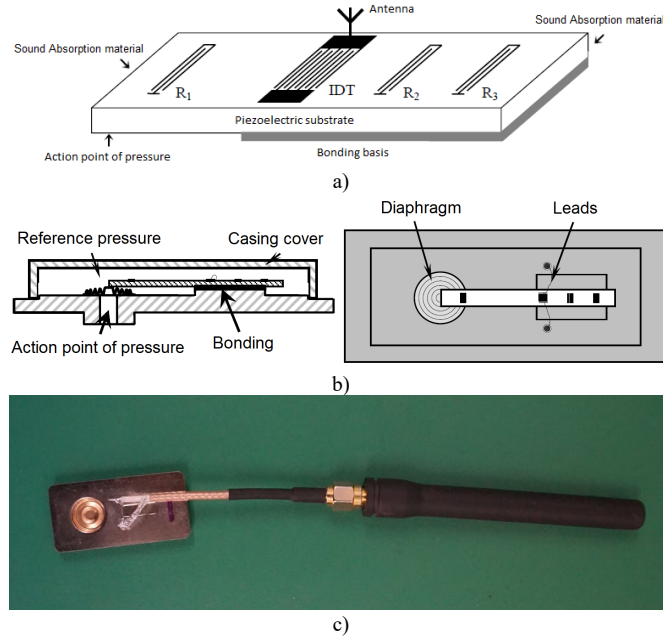 Antenna
Sound Absorption material
Sound Absorption material
R1
IDT
R2
R3
Piezoelectric substrate
Action point of pressure
Bonding basis
a)
Diaphragm
Leads
Reference pressure
Casing cover
Action point of pressure
Bonding
b)
c)